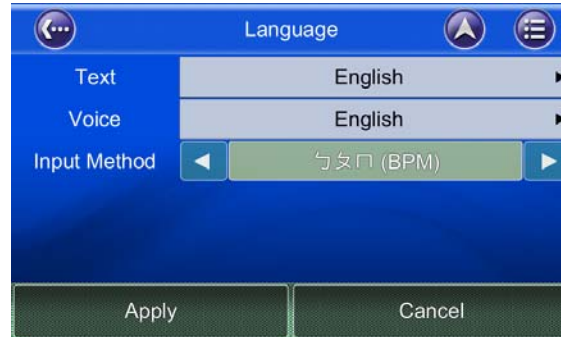 Language
Text English
Voice English
Input Method ㄅㄆㄇ (BPM)
Apply Cancel